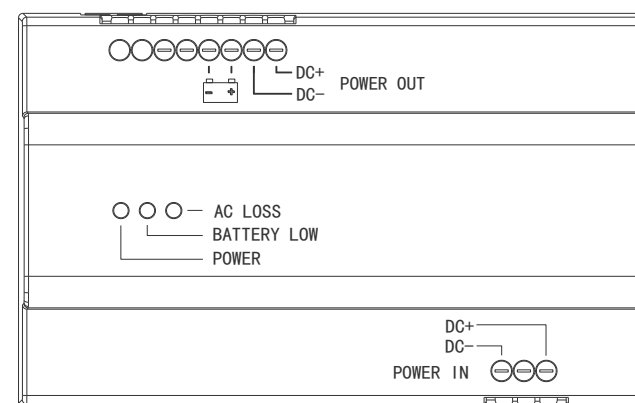 DC+
POWER OUT
DC-
- +
AC LOSS
BATTERY LOW
POWER
DC+
DC-
POWER IN